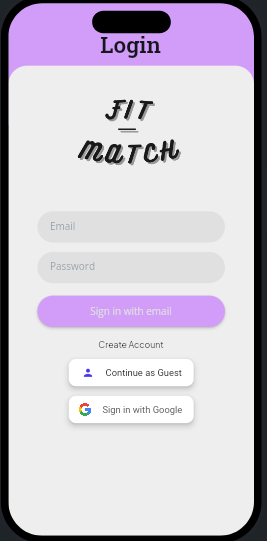 Login
FIT
MATCH
Email
Password
Sign in with email
Create Account
Continue as Guest
Sign in with Google